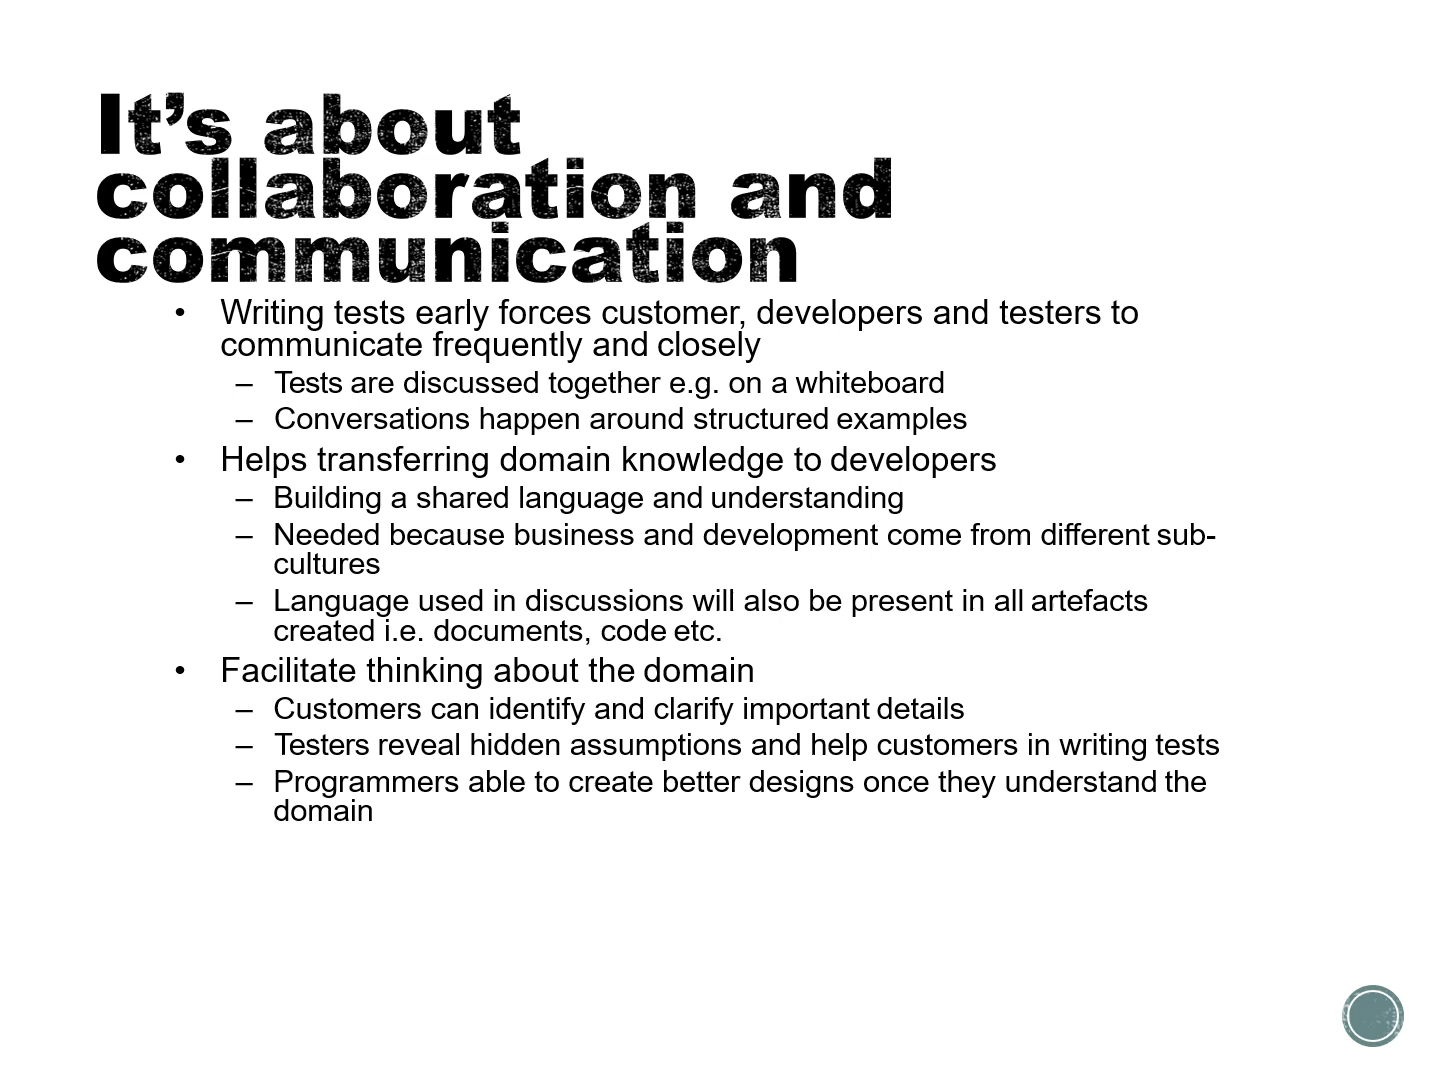 It’s about
collaboration and
communication
• Writing tests early forces customer, developers and testers to
communicate frequently and closely
– Tests are discussed together e.g. on a whiteboard
– Conversations happen around structured examples
• Helps transferring domain knowledge to developers
– Building a shared language and understanding
– Needed because business and development come from different sub-
cultures
– Language used in discussions will also be present in all artefacts
created i.e. documents, code etc.
• Facilitate thinking about the domain
– Customers can identify and clarify important details
– Testers reveal hidden assumptions and help customers in writing tests
– Programmers able to create better designs once they understand the
domain